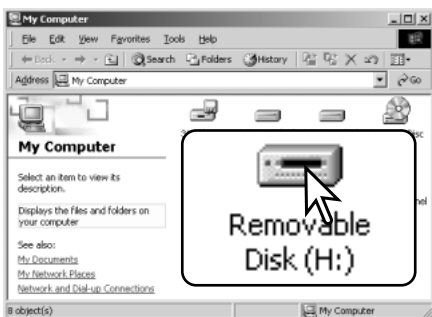 My Computer
File Edit View Favorites Tools Help
Back Search Folders History
Address My Computer Go
My Computer
Select an item to view its
description.
Displays the files and folders on
your computer
See also:
My Documents
My Network Places
Network and Dial-up Connections
Removable
Disk (H:)
8 object(s) My Computer